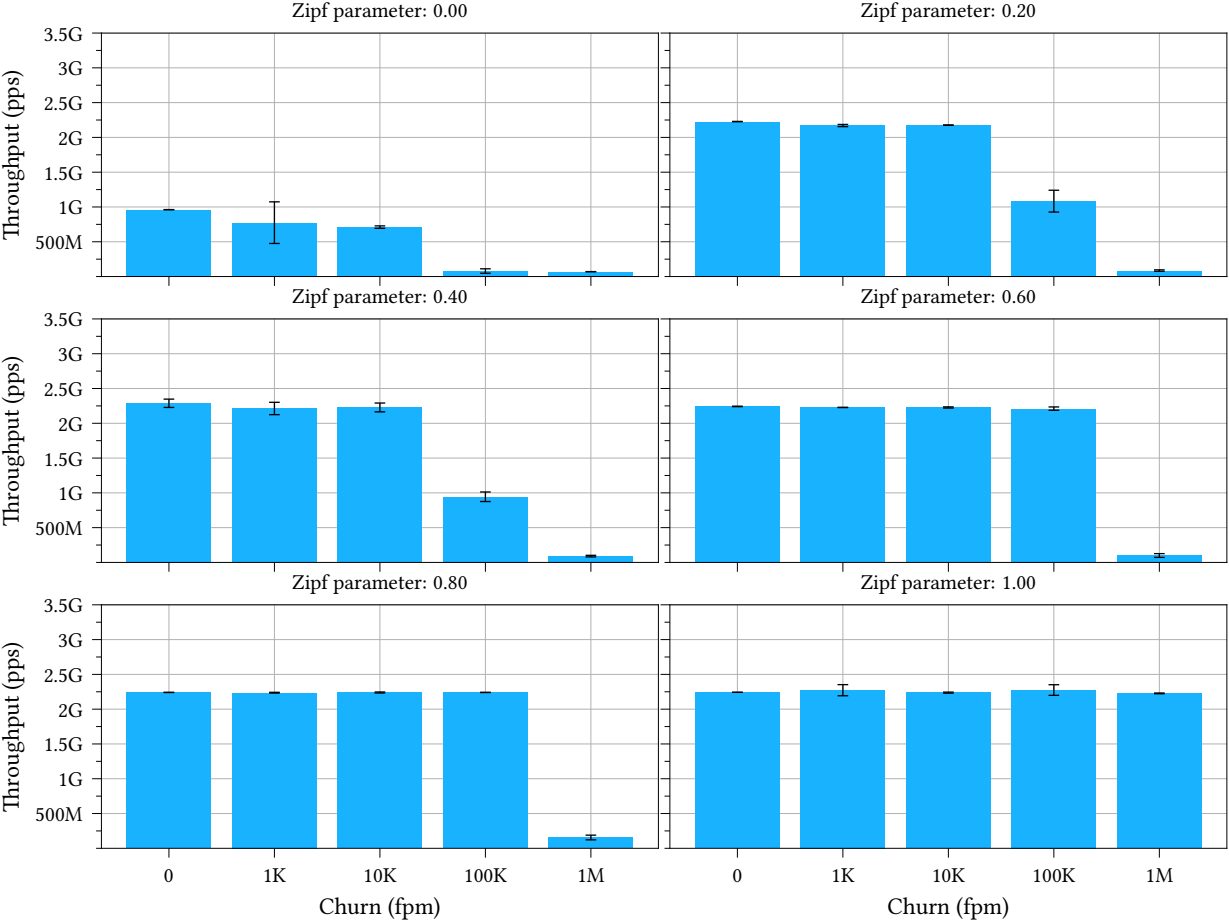 Zipf parameter: 0.00
Zipf parameter: 0.20
3.5G
3G
2.5G
2G
1.5G
1G
500M
Throughput (pps)
Zipf parameter: 0.40
Zipf parameter: 0.60
3.5G
3G
2.5G
2G
1.5G
1G
500M
Throughput (pps)
Zipf parameter: 0.80
Zipf parameter: 1.00
3.5G
3G
2.5G
2G
1.5G
1G
500M
Throughput (pps)
0 1K 10K 100K 1M
0 1K 10K 100K 1M
Churn (fpm)
Churn (fpm)